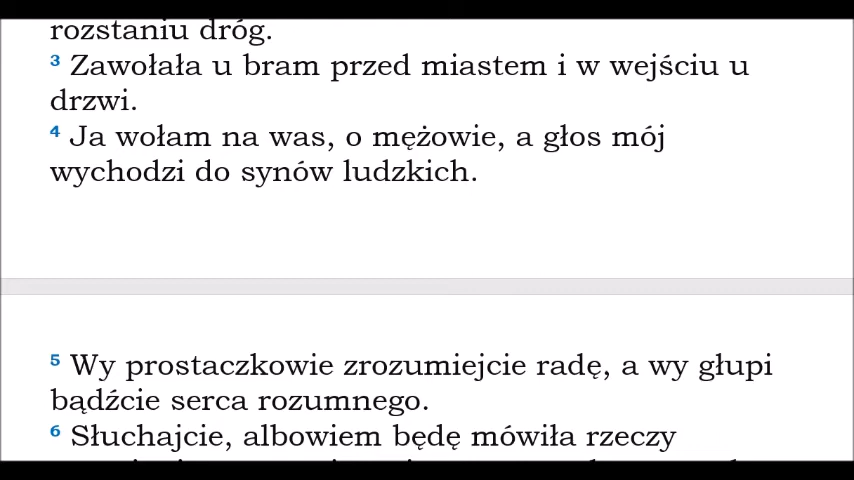 rozstaniu dróg.
3 Zawołała u bram przed miastem i w wejściu u
drzwi.
4 Ja wołam na was, o mężowie, a głos mój
wychodzi do synów ludzkich.
5 Wy prostaczkowie zrozumiejcie radę, a wy głupi
bądźcie serca rozumnego.
6 Słuchajcie, albowiem będę mówiła rzeczy